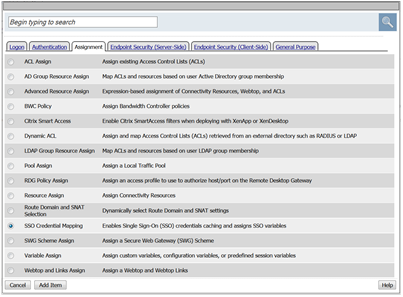 Begin typing to search
Logon Authentication Assignment Endpoint Security (Server-Side) Endpoint Security (Client-Side) General Purpose
ACL Assign Assign existing Access Control Lists (ACLs)
AD Group Resource Assign Map ACLs and resources based on user Active Directory group membership
Advanced Resource Assign Expression-based assignment of Connectivity Resources, Webtop, and ACLs
BWC Policy Assign Bandwidth Controller policies
Citrix Smart Access Enable Citrix SmartAccess filters when deploying with XenApp or XenDesktop
Dynamic ACL Assign and map Access Control Lists (ACLs) retrieved from an external directory such as RADIUS or LDAP
LDAP Group Resource Assign Map ACLs and resources based on user LDAP group membership
Pool Assign Assign a Local Traffic Pool
RDG Policy Assign Assign an access profile to use to authorize host/port on the Remote Desktop Gateway
Resource Assign Assign Connectivity Resources
Route Domain and SNAT Selection Dynamically select Route Domain and SNAT settings
SSO Credential Mapping Enables Single Sign-On (SSO) credentials caching and assigns SSO variables
SWG Scheme Assign Assign a Secure Web Gateway (SWG) Scheme
Variable Assign Assign custom variables, configuration variables, or predefined session variables
Webtop and Links Assign Assign a Webtop and Webtop Links
Cancel Add Item Help